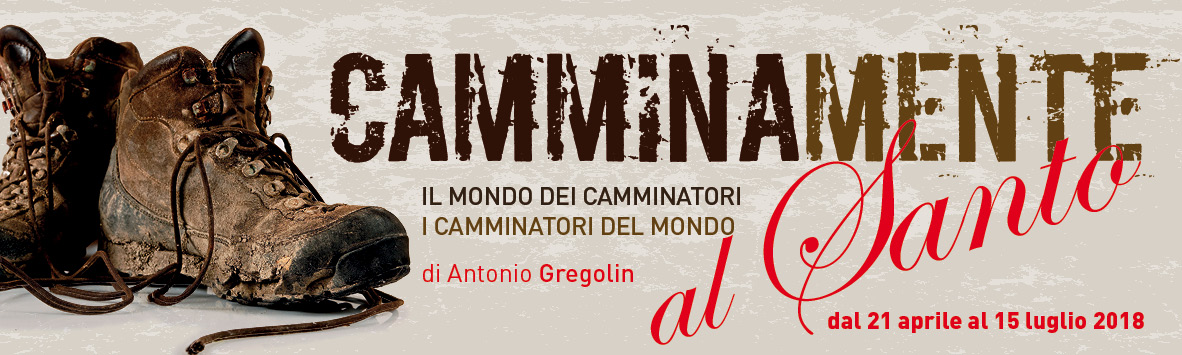 CAMMINAMENTE
al Santo
IL MONDO DEI CAMMINATORI
I CAMMINATORI DEL MONDO
di Antonio Gregolin
dal 21 aprile al 15 luglio 2018